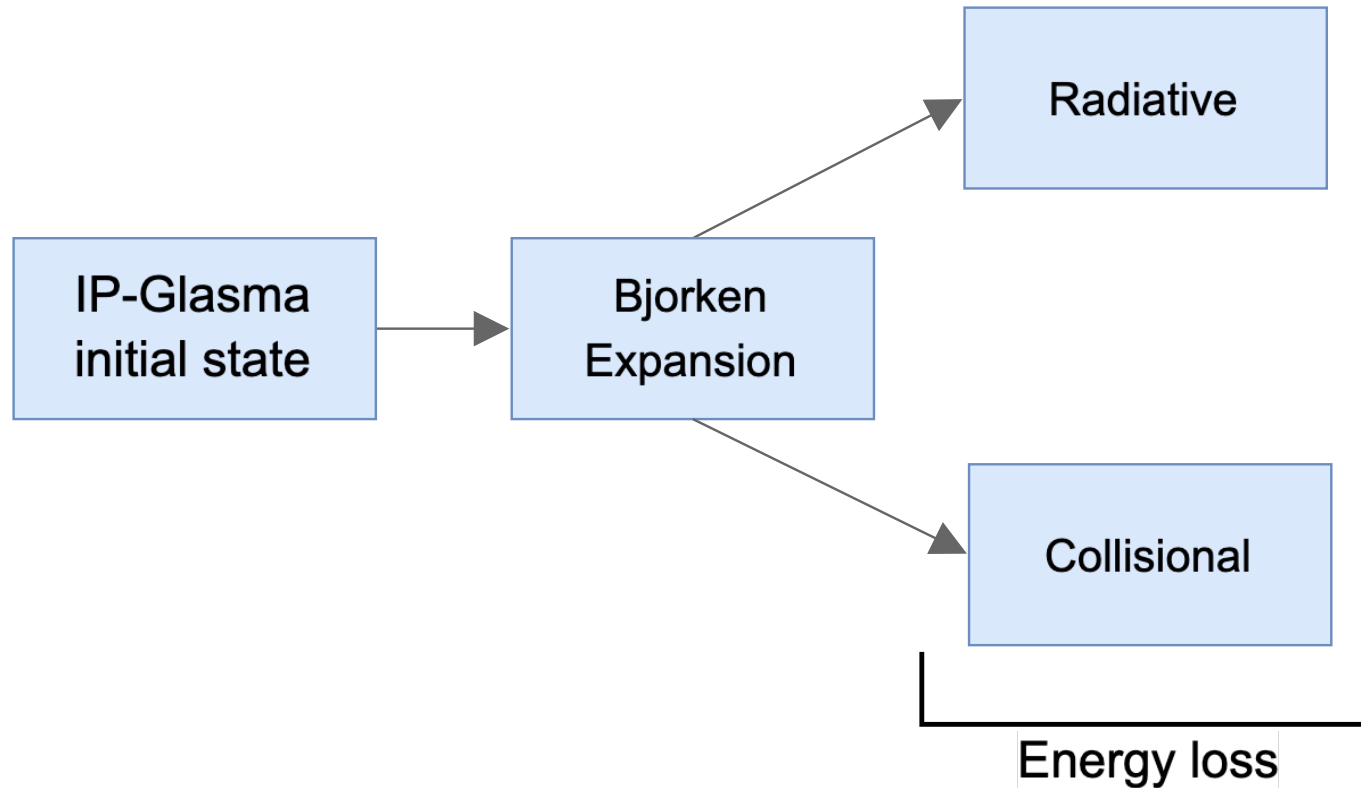 IP-Glasma
initial state
Bjorken
Expansion
Radiative
Collisional
Energy loss